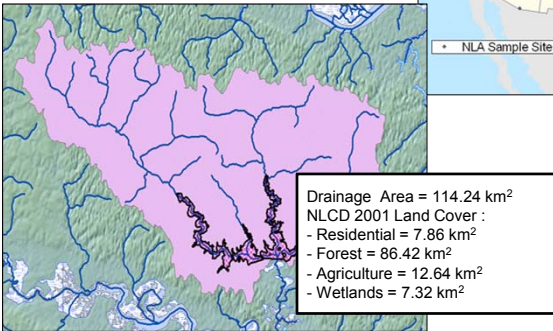 NLA Sample Site
Drainage Area = 114.24 km²
NLCD 2001 Land Cover :
- Residential = 7.86 km²
- Forest = 86.42 km²
- Agriculture = 12.64 km²
- Wetlands = 7.32 km²